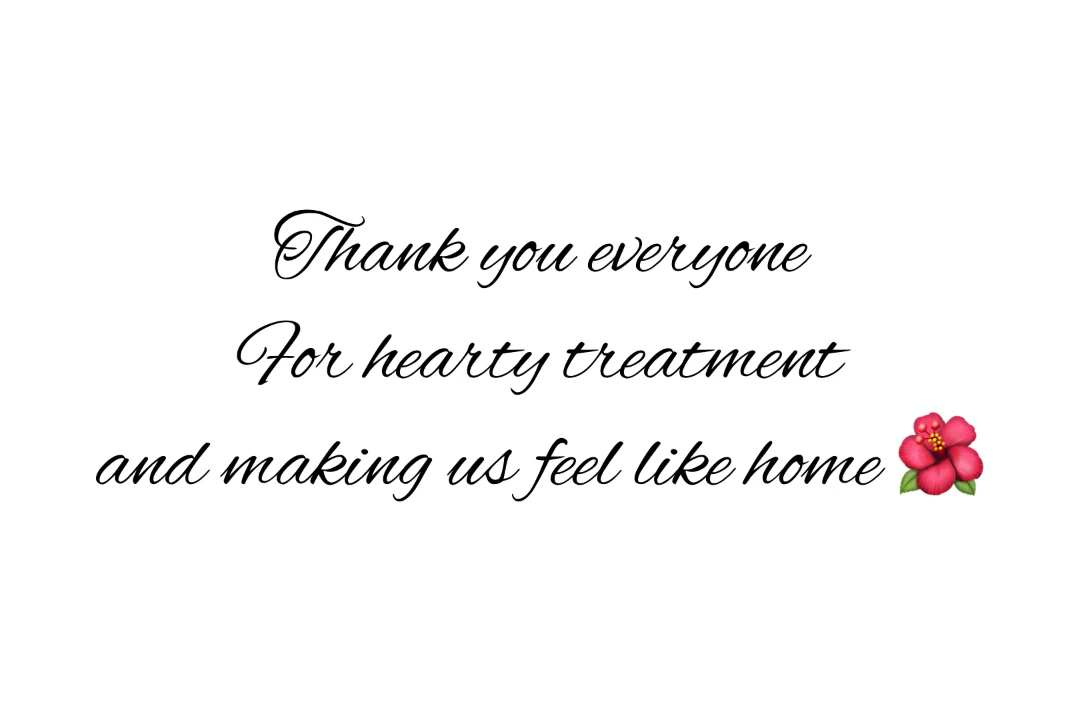 Thank you everyone
For hearty treatment
and making us feel like home 🌺